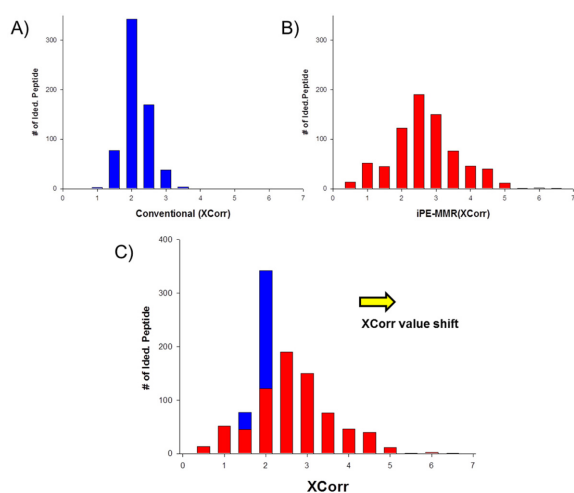 A)
# of Ided. Peptide
300
200
100
0
0 1 2 3 4 5 6 7
Conventional (XCorr)
B)
# of Ided.Peptide
300
200
100
0
0 1 2 3 4 5 6 7
iPE-MMR(XCorr)
C)
# of Ided. Peptide
400
300
200
100
0
XCorr value shift
0 1 2 3 4 5 6 7
XCorr